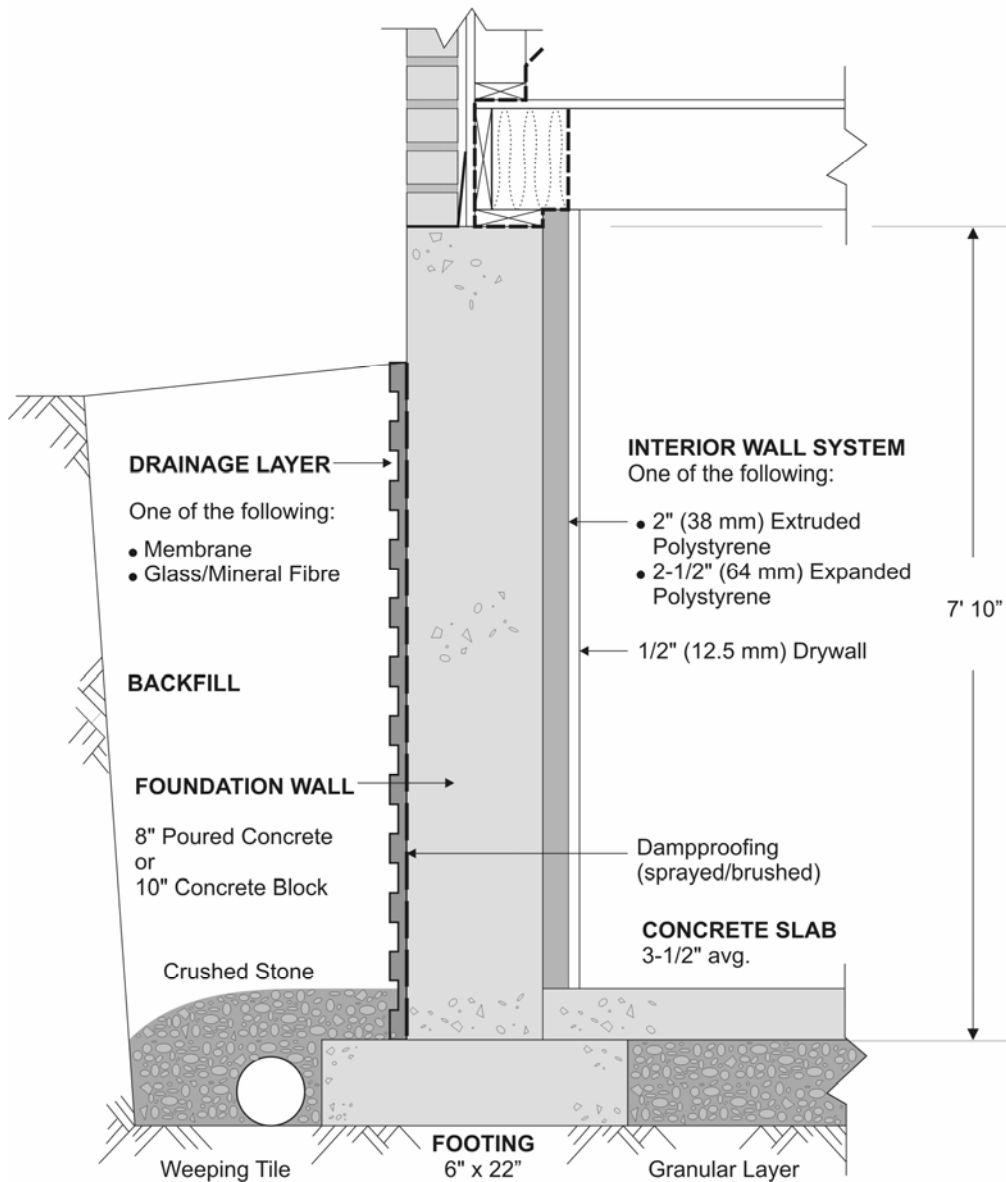 DRAINAGE LAYER
One of the following:
● Membrane
● Glass/Mineral Fibre
INTERIOR WALL SYSTEM
One of the following:
● 2" (38 mm) Extruded
Polystyrene
● 2-1/2" (64 mm) Expanded
Polystyrene
7' 10”
1/2" (12.5 mm) Drywall
BACKFILL
FOUNDATION WALL
8" Poured Concrete
or
10" Concrete Block
Dampproofing
(sprayed/brushed)
CONCRETE SLAB
3-1/2" avg.
Crushed Stone
Weeping Tile
FOOTING
6" x 22”
Granular Layer